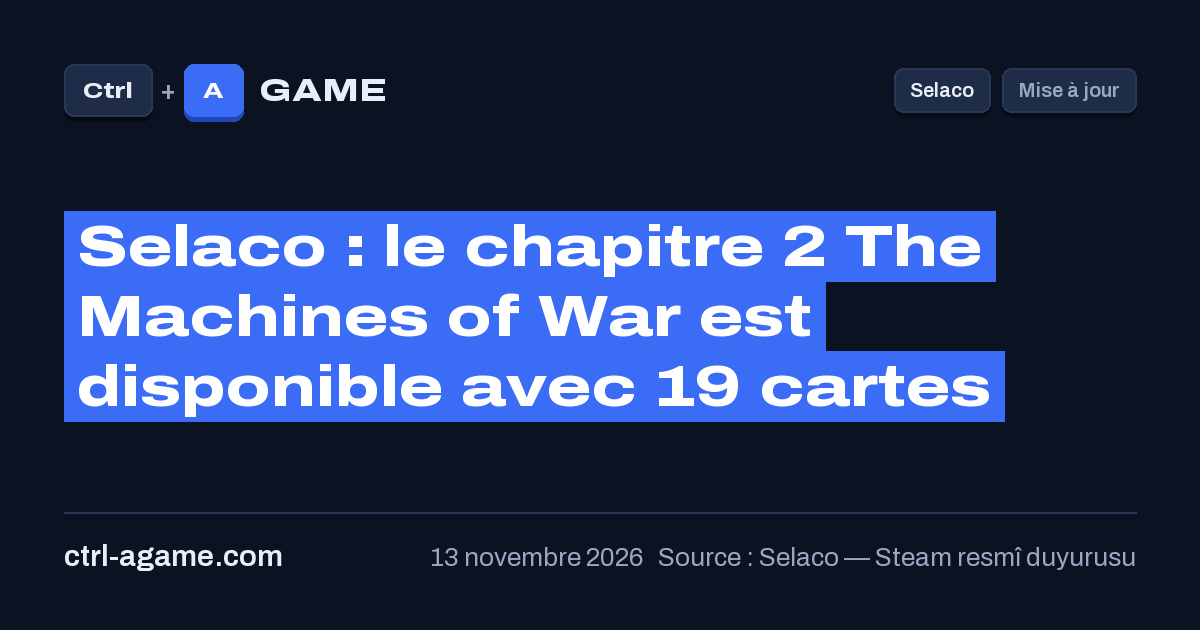 Ctrl + A GAME
Selaco Mise à jour
Selaco : le chapitre 2 The
Machines of War est
disponible avec 19 cartes
ctrl-agame.com
13 novembre 2026 Source : Selaco — Steam resmî duyurusu